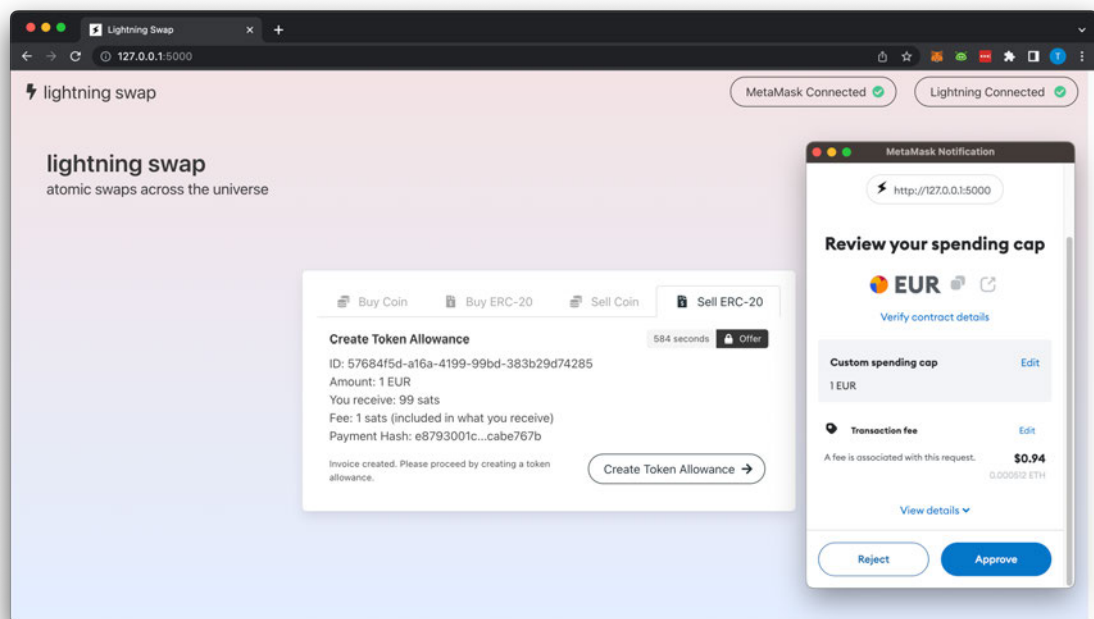 Lightning Swap
127.0.0.1:5000
T
lightning swap
MetaMask Connected
Lightning Connected
lightning swap
atomic swaps across the universe
Buy Coin
Buy ERC-20
Sell Coin
Sell ERC-20
Create Token Allowance
584 seconds
Offer
ID: 57684f5d-a16a-4199-99bd-383b29d74285
Amount: 1 EUR
You receive: 99 sats
Fee: 1 sats (included in what you receive)
Payment Hash: e8793001c...cabe767b
Invoice created. Please proceed by creating a token
allowance.
Create Token Allowance
MetaMask Notification
http://127.0.0.1:5000
Review your spending cap
EUR
Verify contract details
Custom spending cap
Edit
1 EUR
Transaction fee
Edit
A fee is associated with this request.
$0.94
0.000512 ETH
View details
Reject
Approve